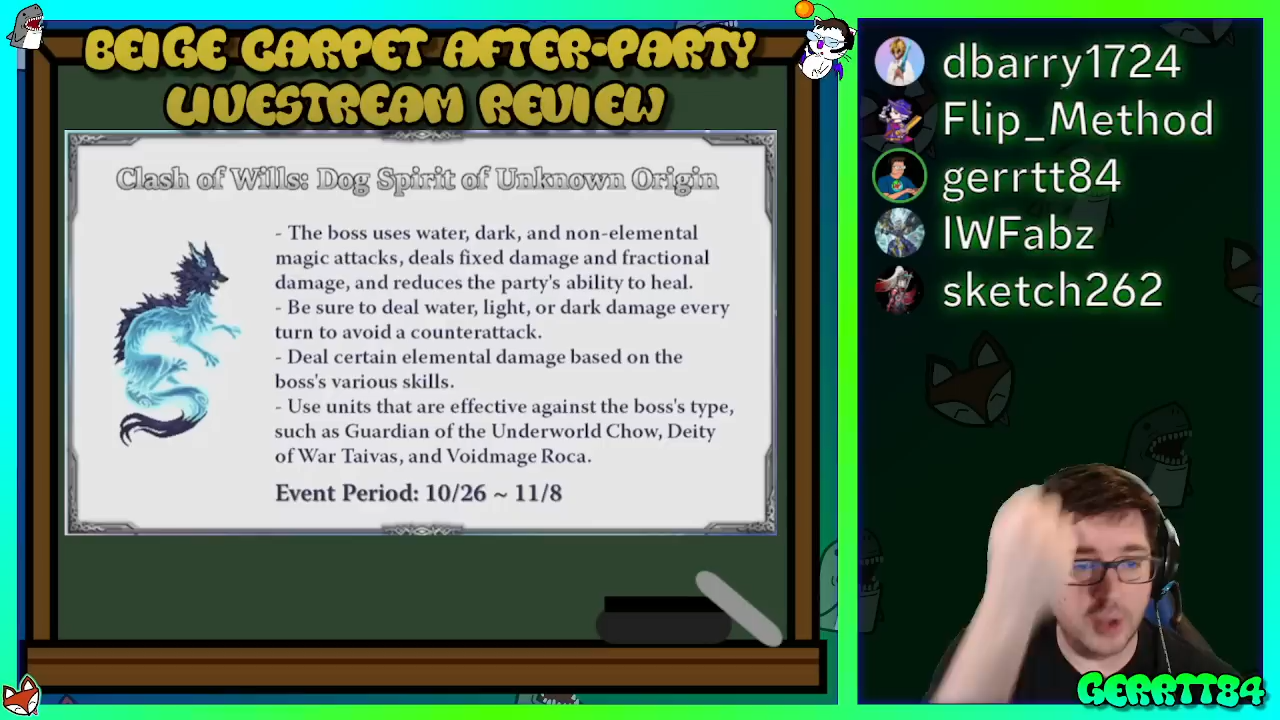 BEIGE CARPET AFTER-PARTY
LIVESTREAM REVIEW
Clash of Wills: Dog Spirit of Unknown Origin
- The boss uses water, dark, and non-elemental
magic attacks, deals fixed damage and fractional
damage, and reduces the party's ability to heal.
- Be sure to deal water, light, or dark damage every
turn to avoid a counterattack.
- Deal certain elemental damage based on the
boss's various skills.
- Use units that are effective against the boss's type,
such as Guardian of the Underworld Chow, Deity
of War Taivas, and Voidmage Roca.
Event Period: 10/26 ~ 11/8
dbarry1724
Flip_Method
gerrtt84
IWFabz
sketch262
GERRTT84